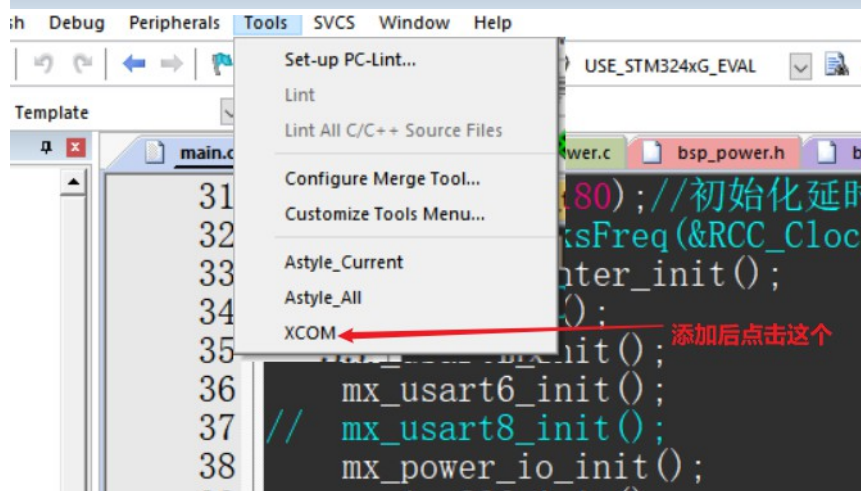 Debug Peripherals Tools SVCS Window Help
Set-up PC-Lint...
USE_STM324xG_EVAL
Lint
Template
Lint All C/C++ Source Files
main.c
wer.c
bsp_power.h
Configure Merge Tool...
Customize Tools Menu...
Astyle_Current
Astyle_All
XCOM
添加后点击这个
31 80);//初始化延时
32 ksFreq(&RCC_Cloc
33 nter_init();
34 ();
35 init();
36 mx_usart6_init();
37 // mx_usart8_init();
38 mx_power_io_init();